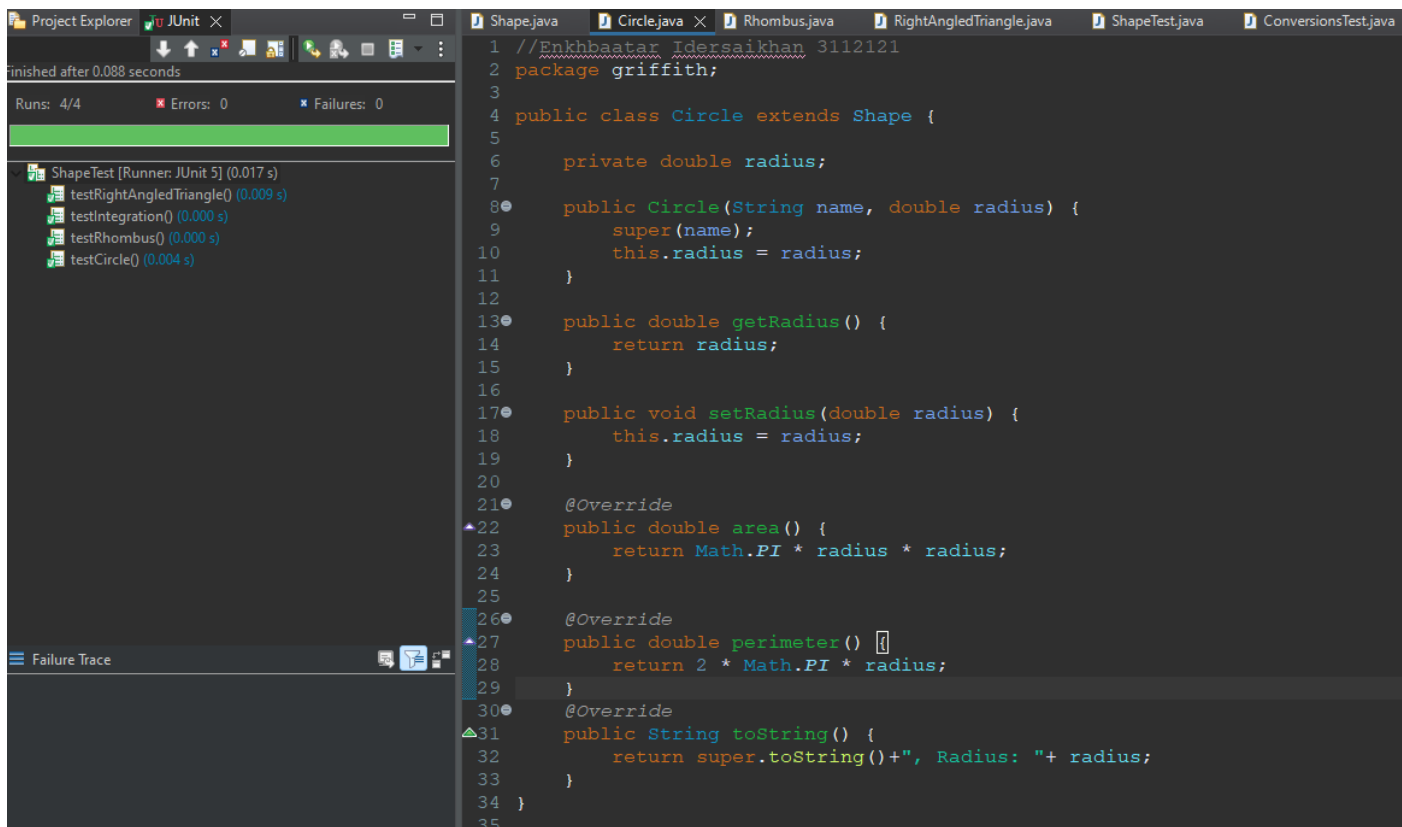 Project Explorer JUnit
Finished after 0.088 seconds
Runs: 4/4 Errors: 0 Failures: 0
ShapeTest [Runner: JUnit 5] (0.017 s)
testRightAngledTriangle() (0.009 s)
testIntegration() (0.000 s)
testRhombus() (0.000 s)
testCircle() (0.004 s)
Failure Trace
Shape.java Circle.java Rhombus.java RightAngledTriangle.java ShapeTest.java ConversionsTest.java
1 //Enkhbaatar Idersaikhan 3112121
2 package griffith;
3
4 public class Circle extends Shape {
5
6 private double radius;
7
8 public Circle(String name, double radius) {
9 super(name);
10 this.radius = radius;
11 }
12
13 public double getRadius() {
14 return radius;
15 }
16
17 public void setRadius(double radius) {
18 this.radius = radius;
19 }
20
21 @Override
22 public double area() {
23 return Math.PI * radius * radius;
24 }
25
26 @Override
27 public double perimeter() {
28 return 2 * Math.PI * radius;
29 }
30 @Override
31 public String toString() {
32 return super.toString()+", Radius: "+ radius;
33 }
34 }
35